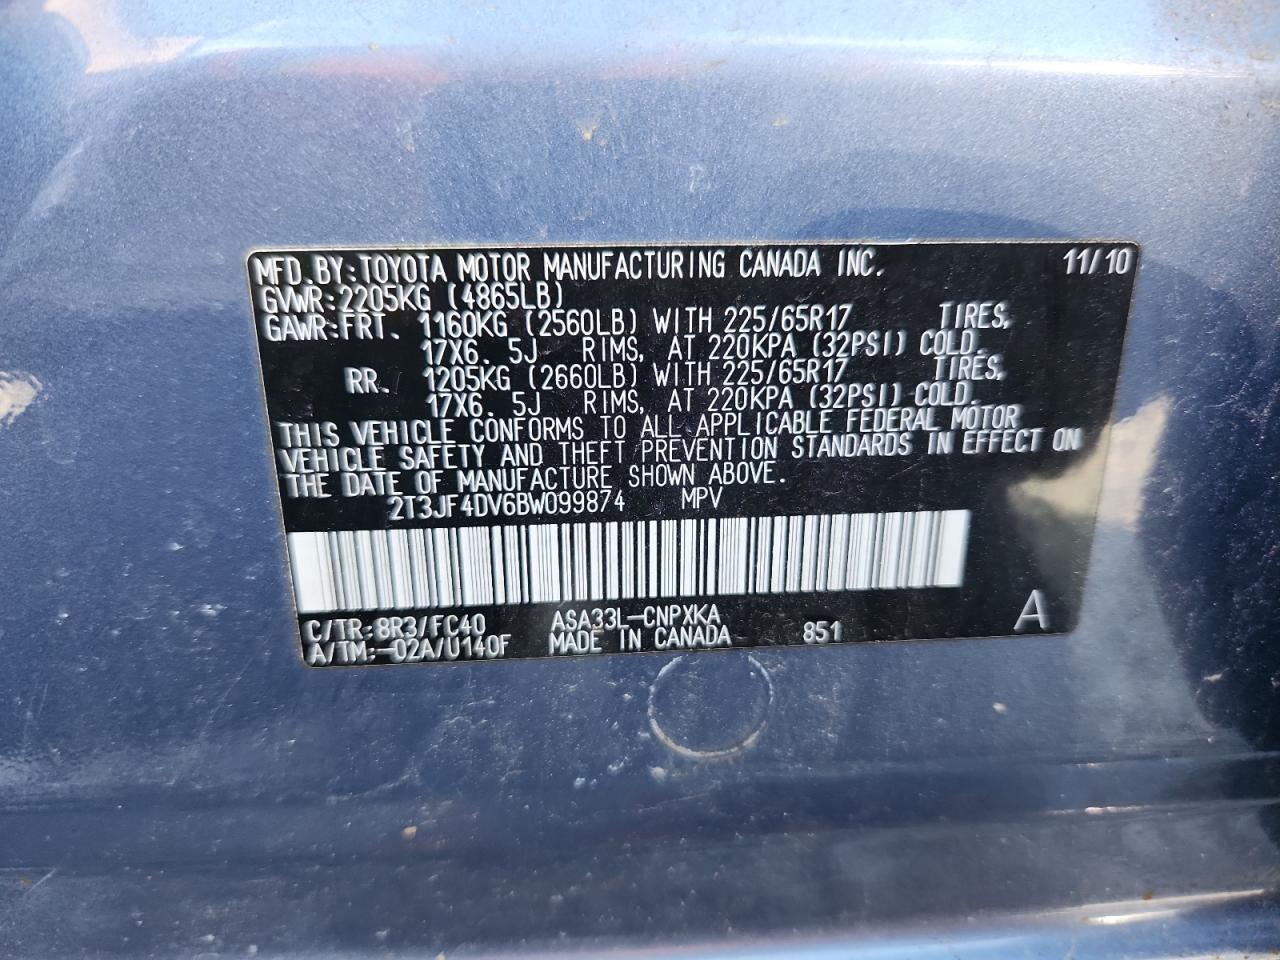 MFD.BY:TOYOTA MOTOR MANUFACTURING CANADA INC. 11/10
GVWR:2205KG (4865LB)
GAWR:FRT. 1160KG (2560LB) WITH 225/65R17 TIRES,
17X6. 5J RIMS, AT 220KPA (32PSI) COLD.
RR. 1205KG (2660LB) WITH 225/65R17 TIRES,
17X6. 5J RIMS, AT 220KPA (32PSI) COLD.
THIS VEHICLE CONFORMS TO ALL APPLICABLE FEDERAL MOTOR
VEHICLE SAFETY AND THEFT PREVENTION STANDARDS IN EFFECT ON
THE DATE OF MANUFACTURE SHOWN ABOVE.
2T3JF4DV6BW099874 MPV
C/TR:8R3/FC40 ASA33L-CNPXKA
A/TM:-02A/U140F MADE IN CANADA 851 A